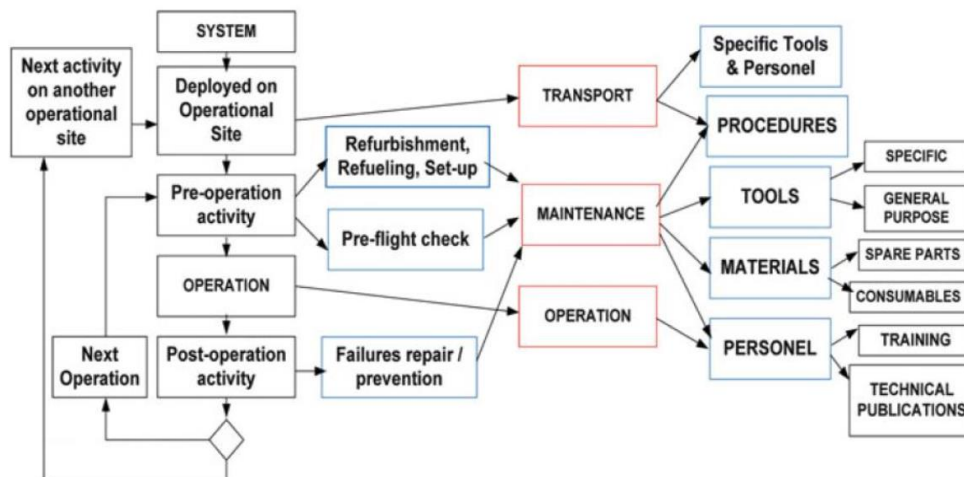 SYSTEM
Next activity
on another
operational
site
Deployed on
Operational
Site
TRANSPORT
Specific Tools
& Personel
PROCEDURES
Refurbishment,
Refueling, Set-up
Pre-operation
activity
Pre-flight check
MAINTENANCE
TOOLS
SPECIFIC
GENERAL
PURPOSE
MATERIALS
SPARE PARTS
CONSUMABLES
OPERATION
OPERATION
PERSONEL
TRAINING
TECHNICAL
PUBLICATIONS
Next
Operation
Post-operation
activity
Failures repair /
prevention